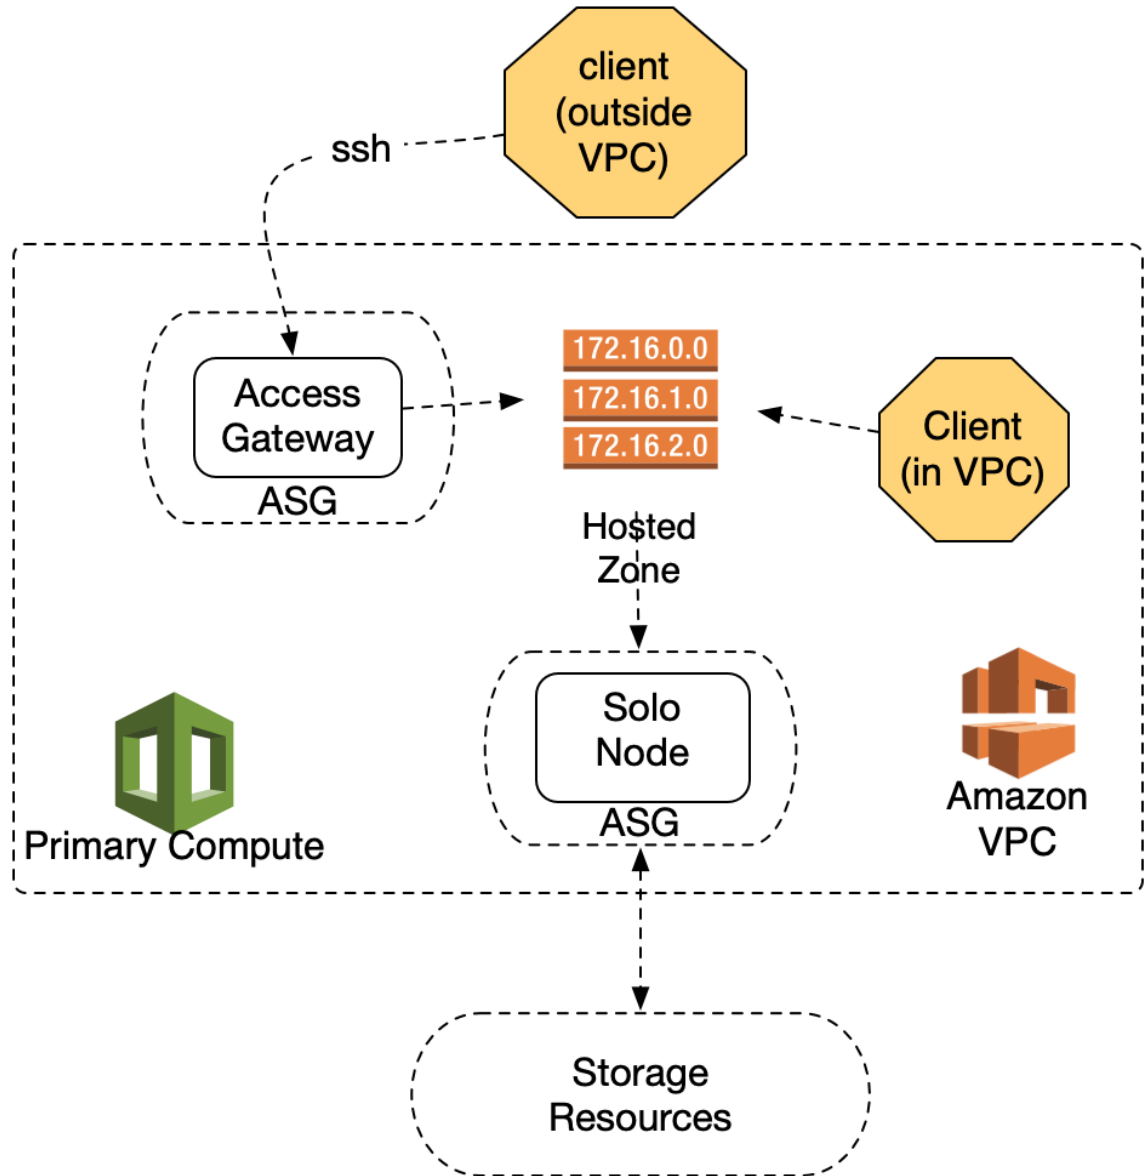 client
(outside
VPC)
ssh
Access
Gateway
ASG
172.16.0.0
172.16.1.0
172.16.2.0
Hosted
Zone
Client
(in VPC)
Solo
Node
ASG
Primary Compute
Amazon
VPC
Storage
Resources